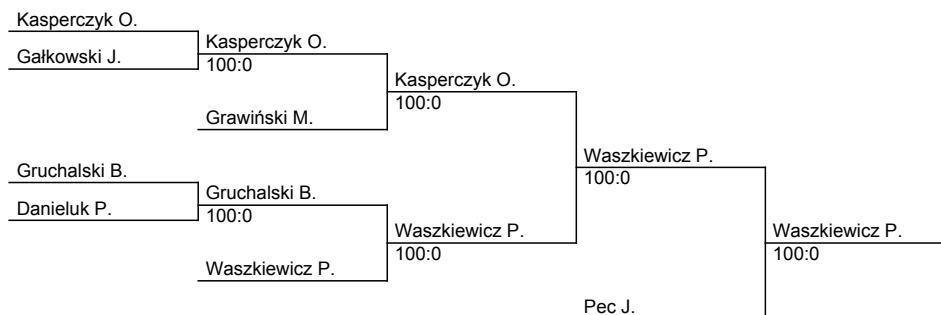 Kasperczyk O.
Gałkowski J.
Kasperczyk O.
100:0
Grawiński M.
Kasperczyk O.
100:0
Gruchalski B.
Danieluk P.
Gruchalski B.
100:0
Waszkiewicz P.
Waszkiewicz P.
100:0
Waszkiewicz P.
100:0
Pec J.
Waszkiewicz P.
100:0